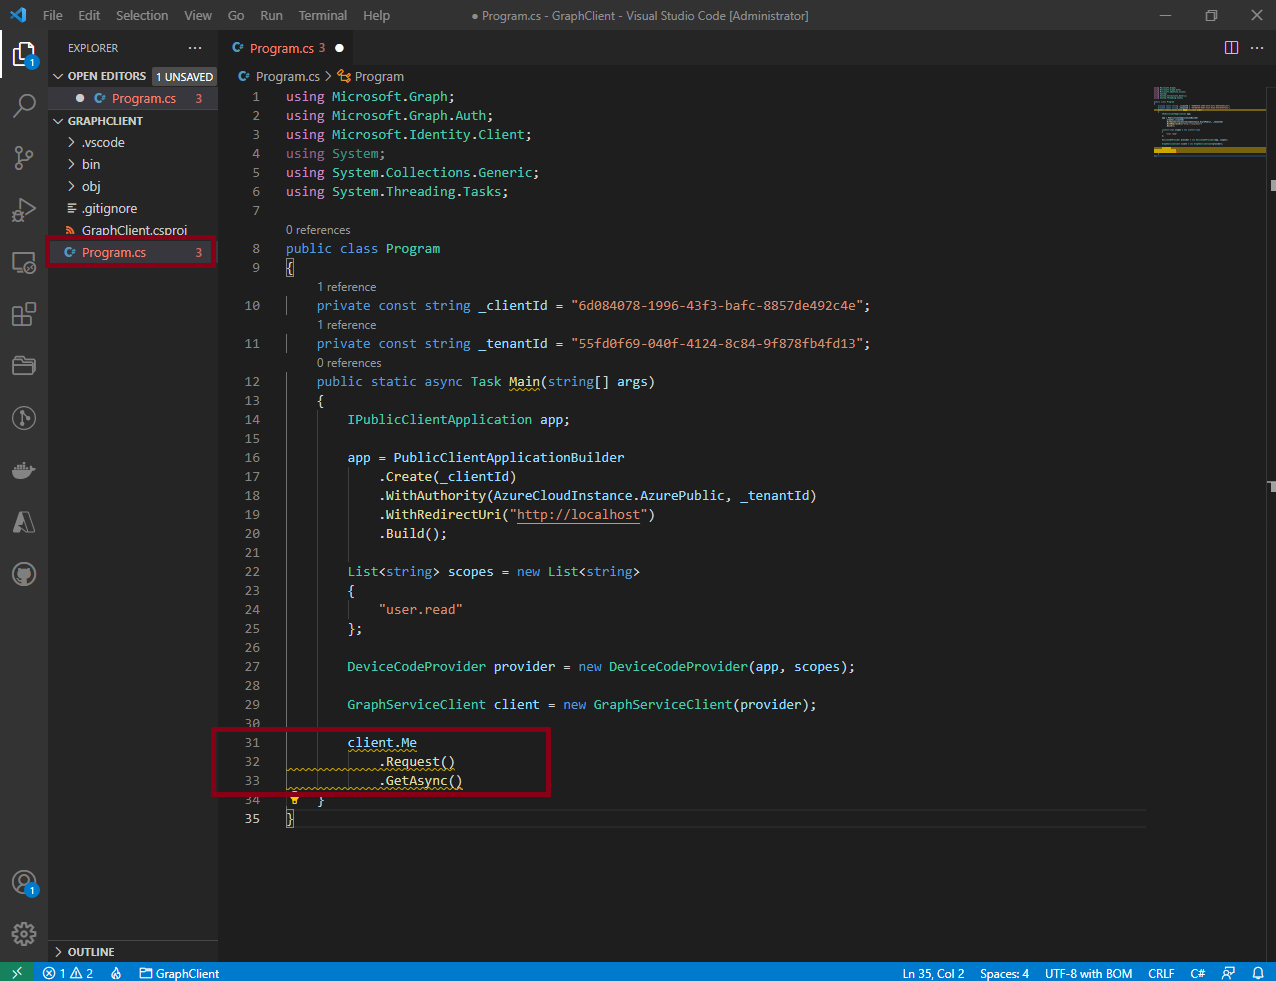 File Edit Selection View Go Run Terminal Help
● Program.cs - GraphClient - Visual Studio Code [Administrator]
EXPLORER
OPEN EDITORS 1 UNSAVED
Program.cs 3
GRAPHCLIENT
.vscode
bin
obj
.gitignore
GraphClient.csproj
Program.cs 3
OUTLINE
1
1
Program.cs 3
Program.cs > Program
1 using Microsoft.Graph;
2 using Microsoft.Graph.Auth;
3 using Microsoft.Identity.Client;
4 using System;
5 using System.Collections.Generic;
6 using System.Threading.Tasks;
7
0 references
8 public class Program
9 {
1 reference
10 private const string _clientId = "6d084078-1996-43f3-bafc-8857de492c4e";
1 reference
11 private const string _tenantId = "55fd0f69-040f-4124-8c84-9f878fb4fd13";
0 references
12 public static async Task Main(string[] args)
13 {
14 IPublicClientApplication app;
15
16 app = PublicClientApplicationBuilder
17 .Create(_clientId)
18 .WithAuthority(AzureCloudInstance.AzurePublic, _tenantId)
19 .WithRedirectUri("http://localhost")
20 .Build();
21
22 List<string> scopes = new List<string>
23 {
24 "user.read"
25 };
26
27 DeviceCodeProvider provider = new DeviceCodeProvider(app, scopes);
28
29 GraphServiceClient client = new GraphServiceClient(provider);
30
31 client.Me
32 .Request()
33 .GetAsync()
34 }
35 }
1 2 GraphClient Ln 35, Col 2 Spaces: 4 UTF-8 with BOM CRLF C#